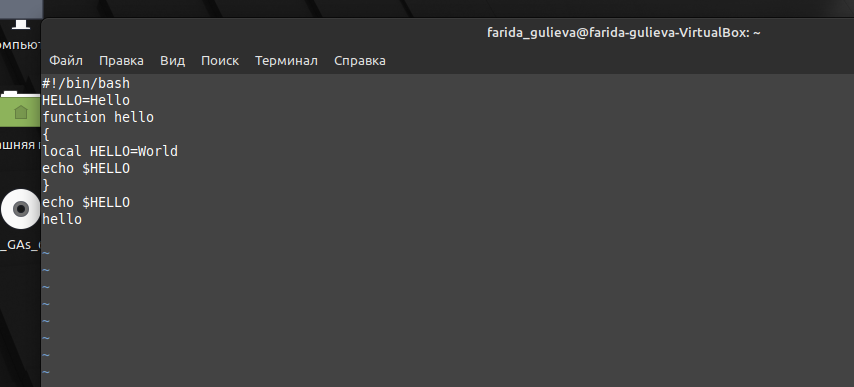 farida_gulieva@farida-gulieva-VirtualBox: ~
Файл Правка Вид Поиск Терминал Справка
#!/bin/bash
HELLO=Hello
function hello
{
local HELLO=World
echo $HELLO
}
echo $HELLO
hello
~
~
~
~
~
~
~
~